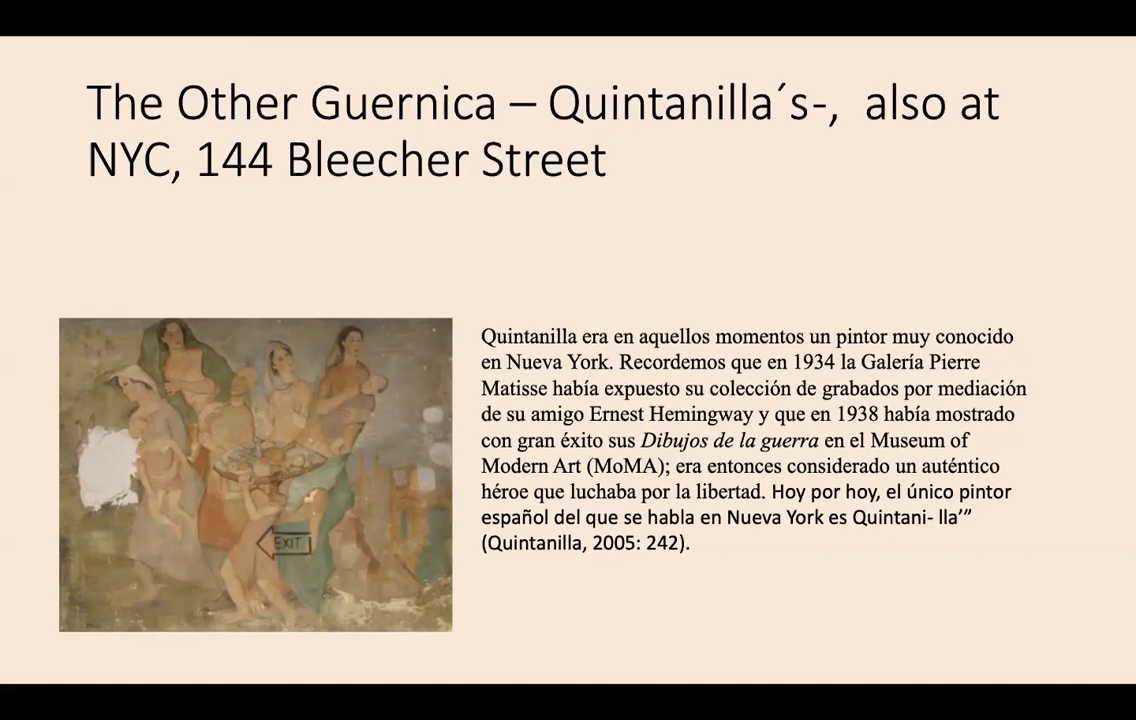 The Other Guernica – Quintanilla´s-,  also at
NYC, 144 Bleecher Street
Quintanilla era en aquellos momentos un pintor muy conocido
en Nueva York. Recordemos que en 1934 la Galería Pierre
Matisse había expuesto su colección de grabados por mediación
de su amigo Ernest Hemingway y que en 1938 había mostrado
con gran éxito sus Dibujos de la guerra en el Museum of
Modern Art (MoMA); era entonces considerado un auténtico
héroe que luchaba por la libertad. Hoy por hoy, el único pintor
español del que se habla en Nueva York es Quintani- lla’”
(Quintanilla, 2005: 242).
EXIT